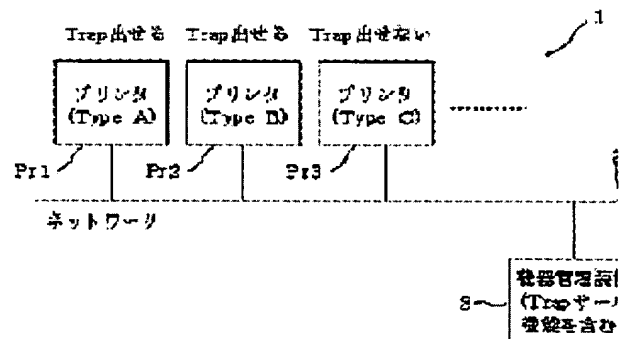 Trap出せる Trap出せる Trap出せない
1
プリンタ プリンタ プリンタ
(Type A) (Type B) (Type C)
Pr1 Pr2 Pr3
ネットワーク
機器管理装
S
(Trapサー
機能を含む